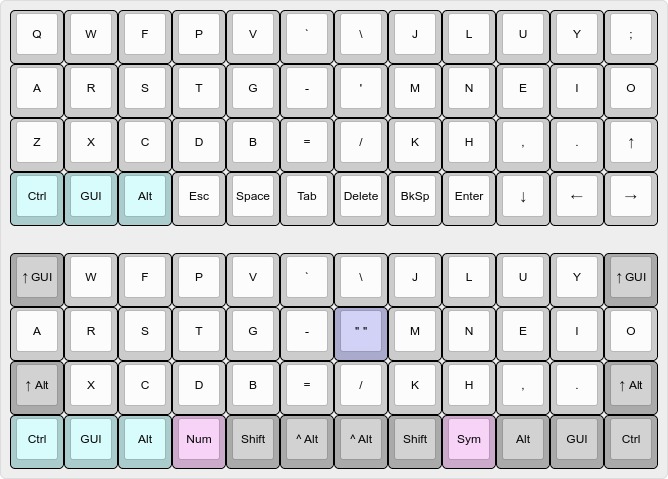 Q W F P V ` \ J L U Y ;
A R S T G - ' M N E I O
Z X C D B = / K H , . ↑
Ctrl GUI Alt Esc Space Tab Delete BkSp Enter ↓ ← →
↑ GUI W F P V ` \ J L U Y ↑ GUI
A R S T G - " " M N E I O
↑ Alt X C D B = / K H , . ↑ Alt
Ctrl GUI Alt Num Shift ^ Alt ^ Alt Shift Sym Alt GUI Ctrl